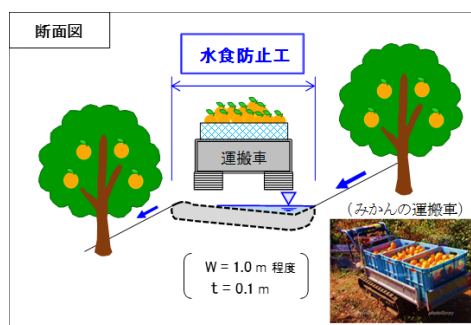 断面図
水食防止工
運搬車
(みかんの運搬車)
W = 1.0 m 程度
t = 0.1 m
photolibrary